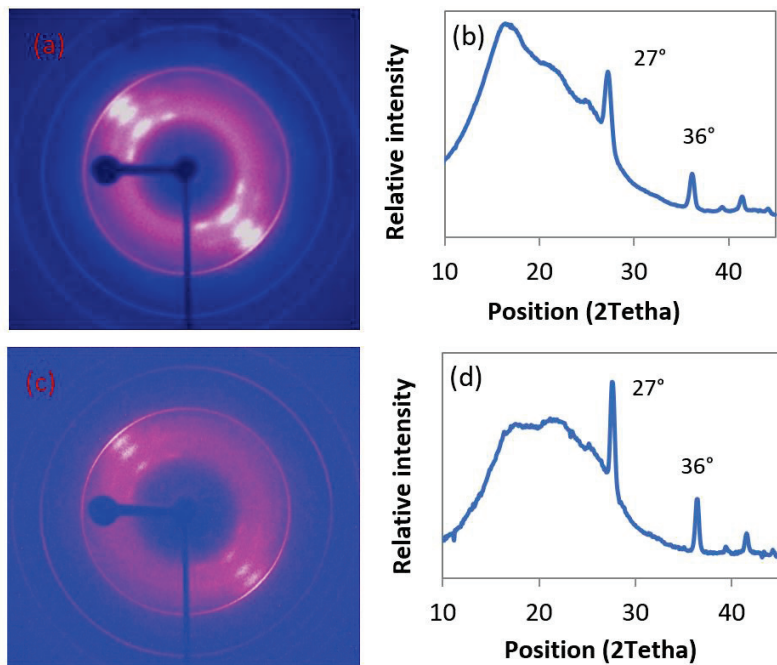 (a)
(b)
27°
36°
Relative intensity
10
20
30
40
Position (2Tetha)
(c)
(d)
27°
36°
Relative intensity
10
20
30
40
Position (2Tetha)